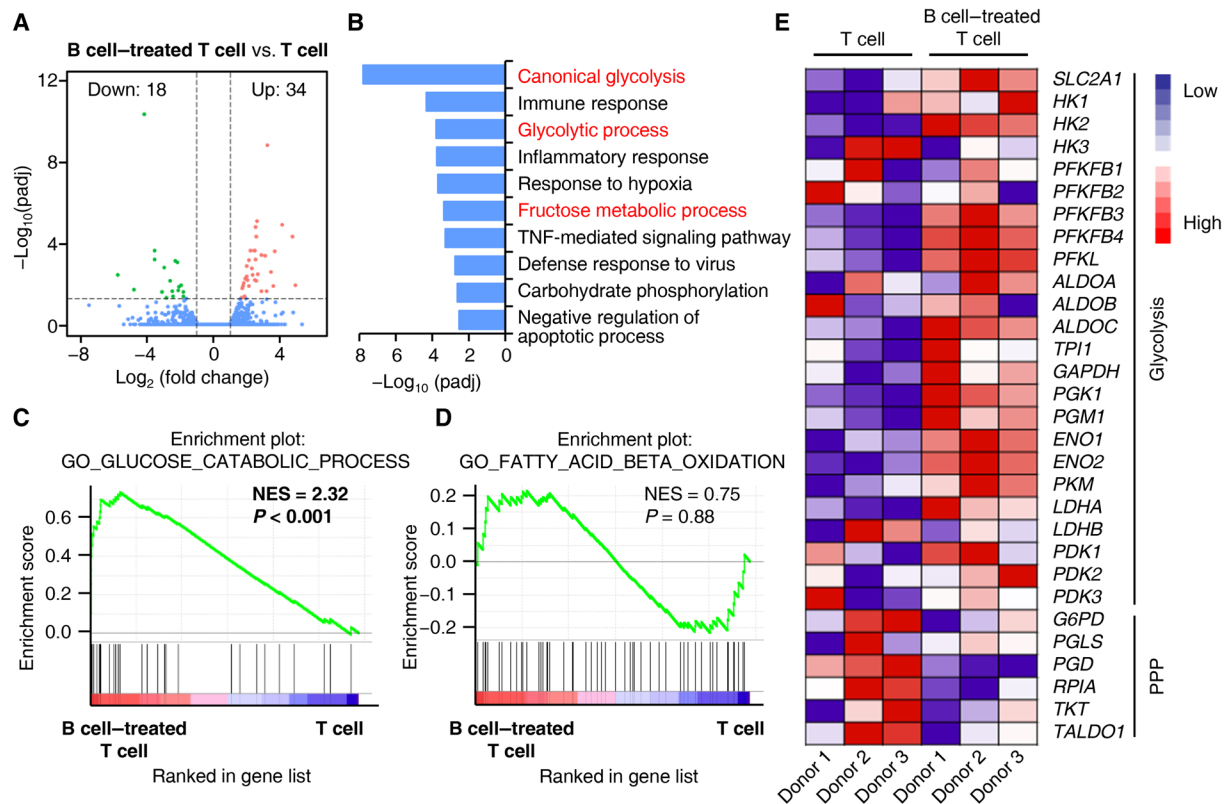 A
B cell–treated T cell vs. T cell
Down: 18
Up: 34
12
8
4
0
−8
−4
0
4
−Log10(padj)
Log2 (fold change)
B
Canonical glycolysis
Immune response
Glycolytic process
Inflammatory response
Response to hypoxia
Fructose metabolic process
TNF-mediated signaling pathway
Defense response to virus
Carbohydrate phosphorylation
Negative regulation of
apoptotic process
8
6
4
2
0
−Log10 (padj)
C
Enrichment plot:
GO_GLUCOSE_CATABOLIC_PROCESS
NES = 2.32
P < 0.001
0.6
0.4
0.2
0.0
Enrichment score
B cell–treated
T cell
T cell
Ranked in gene list
D
Enrichment plot:
GO_FATTY_ACID_BETA_OXIDATION
NES = 0.75
P = 0.88
0.2
0.1
0.0
−0.1
−0.2
Enrichment score
B cell–treated
T cell
T cell
Ranked in gene list
E
T cell
B cell–treated
T cell
SLC2A1
HK1
HK2
HK3
PFKFB1
PFKFB2
PFKFB3
PFKFB4
PFKL
ALDOA
ALDOB
ALDOC
TPI1
GAPDH
PGK1
PGM1
ENO1
ENO2
PKM
LDHA
LDHB
PDK1
PDK2
PDK3
G6PD
PGLS
PGD
RPIA
TKT
TALDO1
Glycolysis
PPP
Low
High
Donor 1
Donor 2
Donor 3
Donor 1
Donor 2
Donor 3